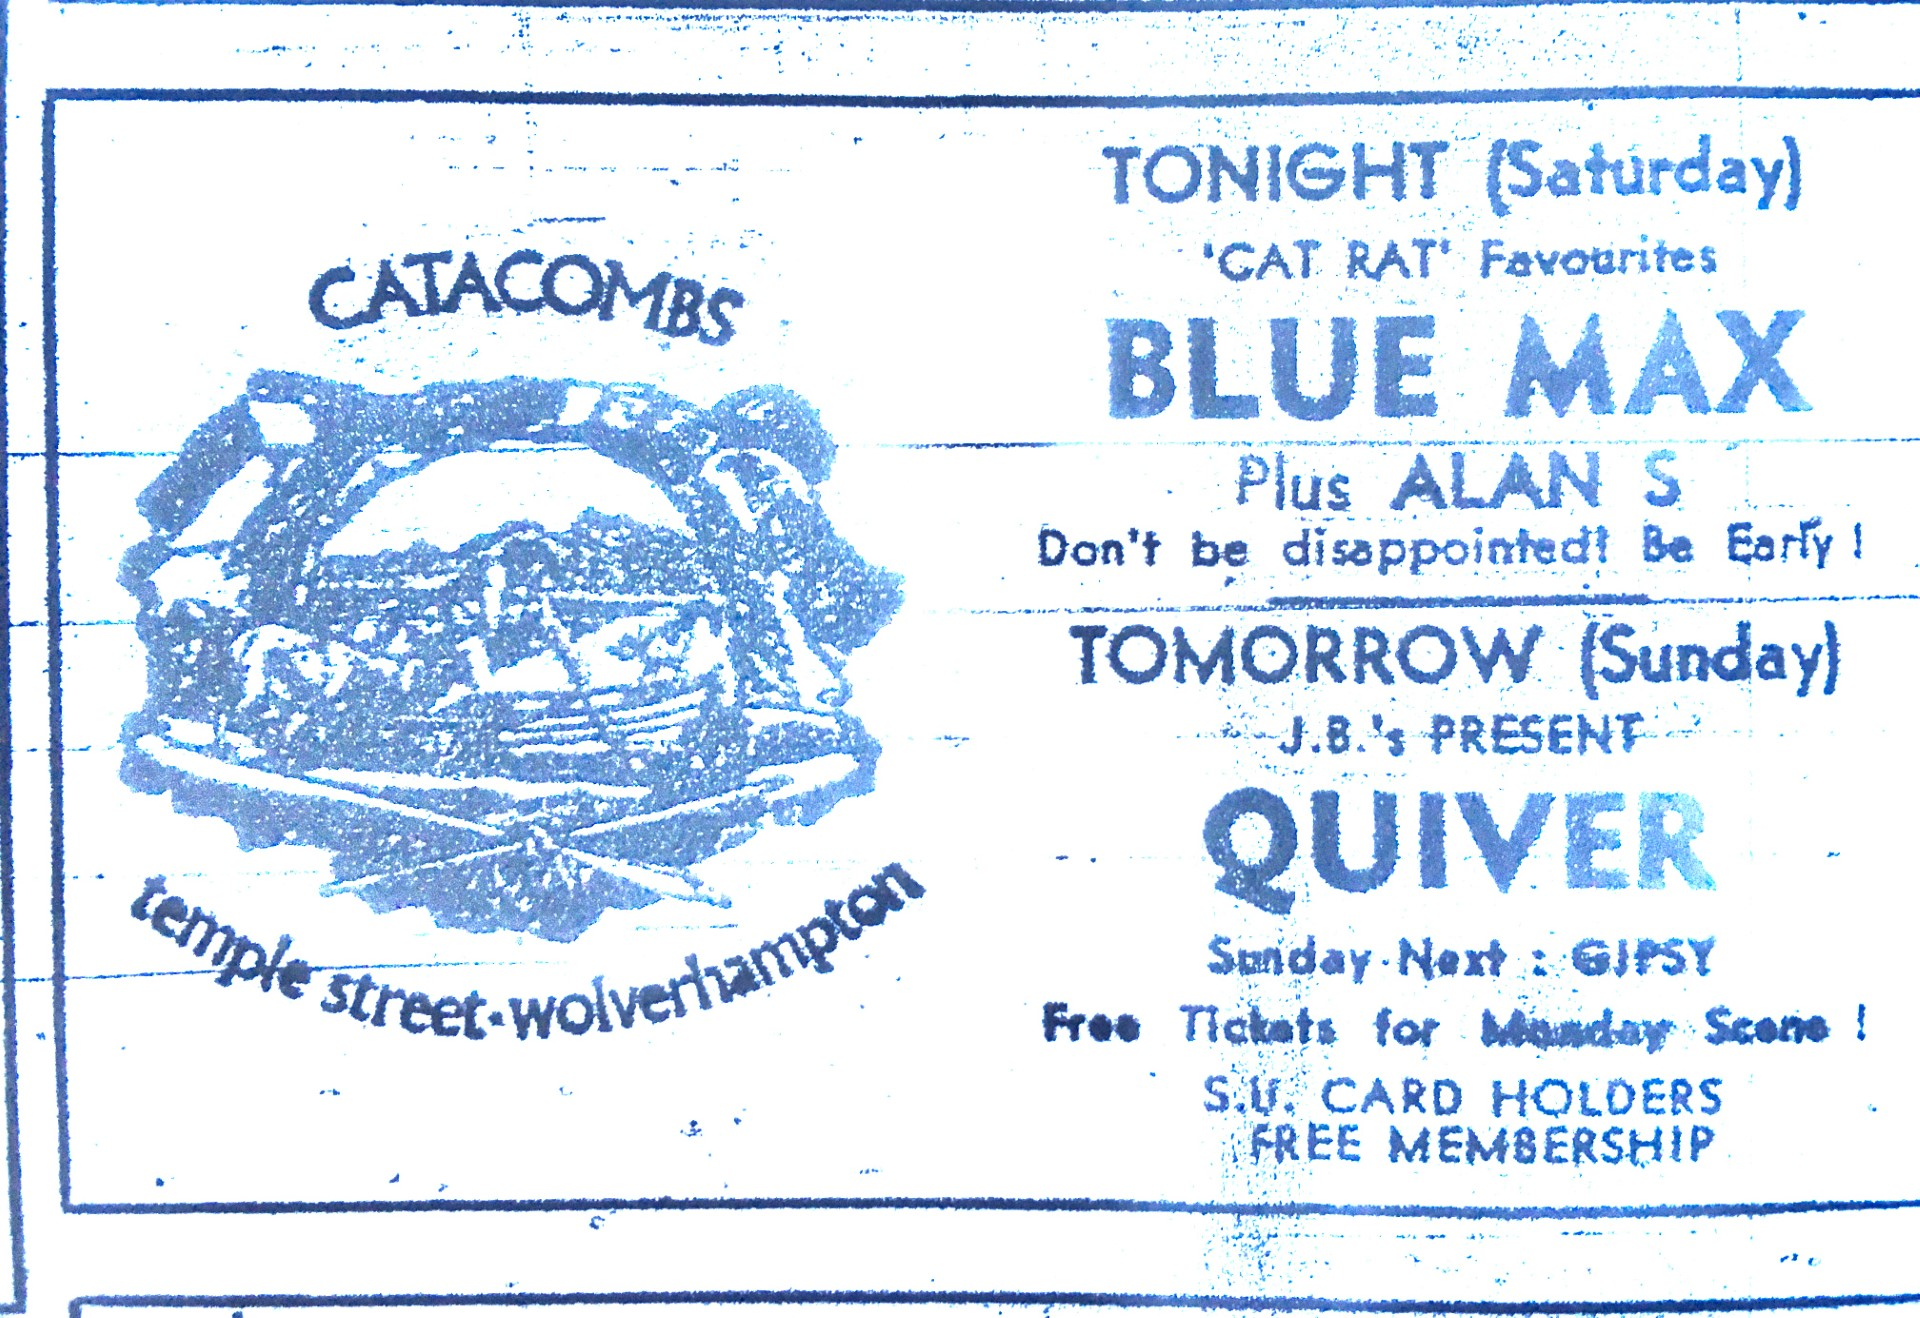 CATACOMBS
temple street·wolverhampton
TONIGHT (Saturday)
'CAT RAT' Favourites
BLUE MAX
Plus ALAN S
Don't be disappointed! Be Early!
TOMORROW (Sunday)
J.B.'s PRESENT
QUIVER
Sunday Next: GIPSY
Free Tickets for Monday Scene!
S.U. CARD HOLDERS
FREE MEMBERSHIP